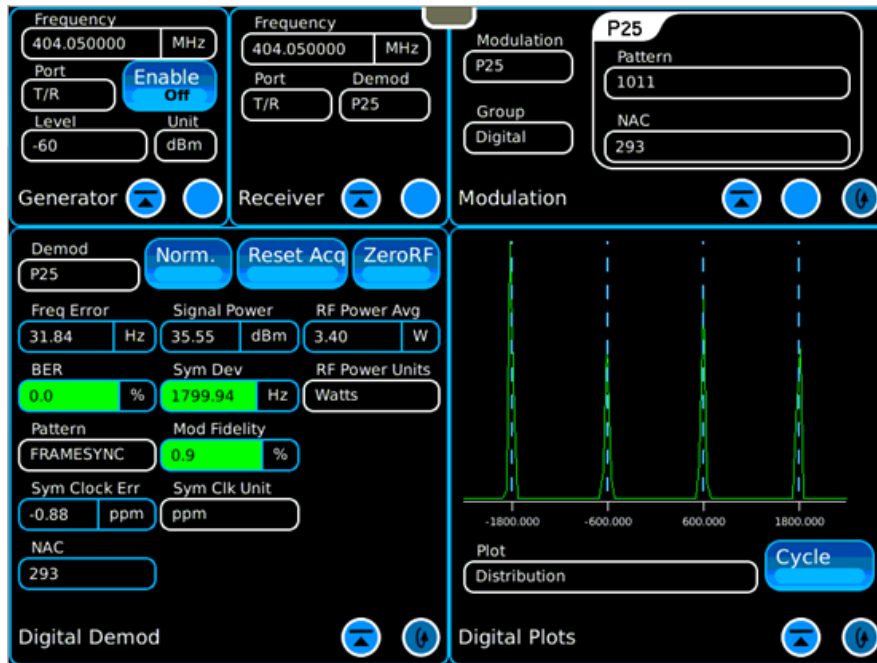 Frequency
404.050000 MHz
Port
Enable
Off
T/R
Level Unit
-60 dBm
Generator
Frequency
404.050000 MHz
Port Demod
T/R P25
Receiver
Modulation
P25
Group
Digital
P25
Pattern
1011
NAC
293
Modulation
Demod
P25
Norm. Reset Acq ZeroRF
Freq Error Signal Power RF Power Avg
31.84 Hz 35.55 dBm 3.40 W
BER Sym Dev RF Power Units
0.0 % 1799.94 Hz Watts
Pattern Mod Fidelity
FRAMESYNC 0.9 %
Sym Clock Err Sym Clk Unit
-0.88 ppm ppm
NAC
293
Digital Demod
-1800.000 -600.000 600.000 1800.000
Plot
Distribution
Cycle
Digital Plots